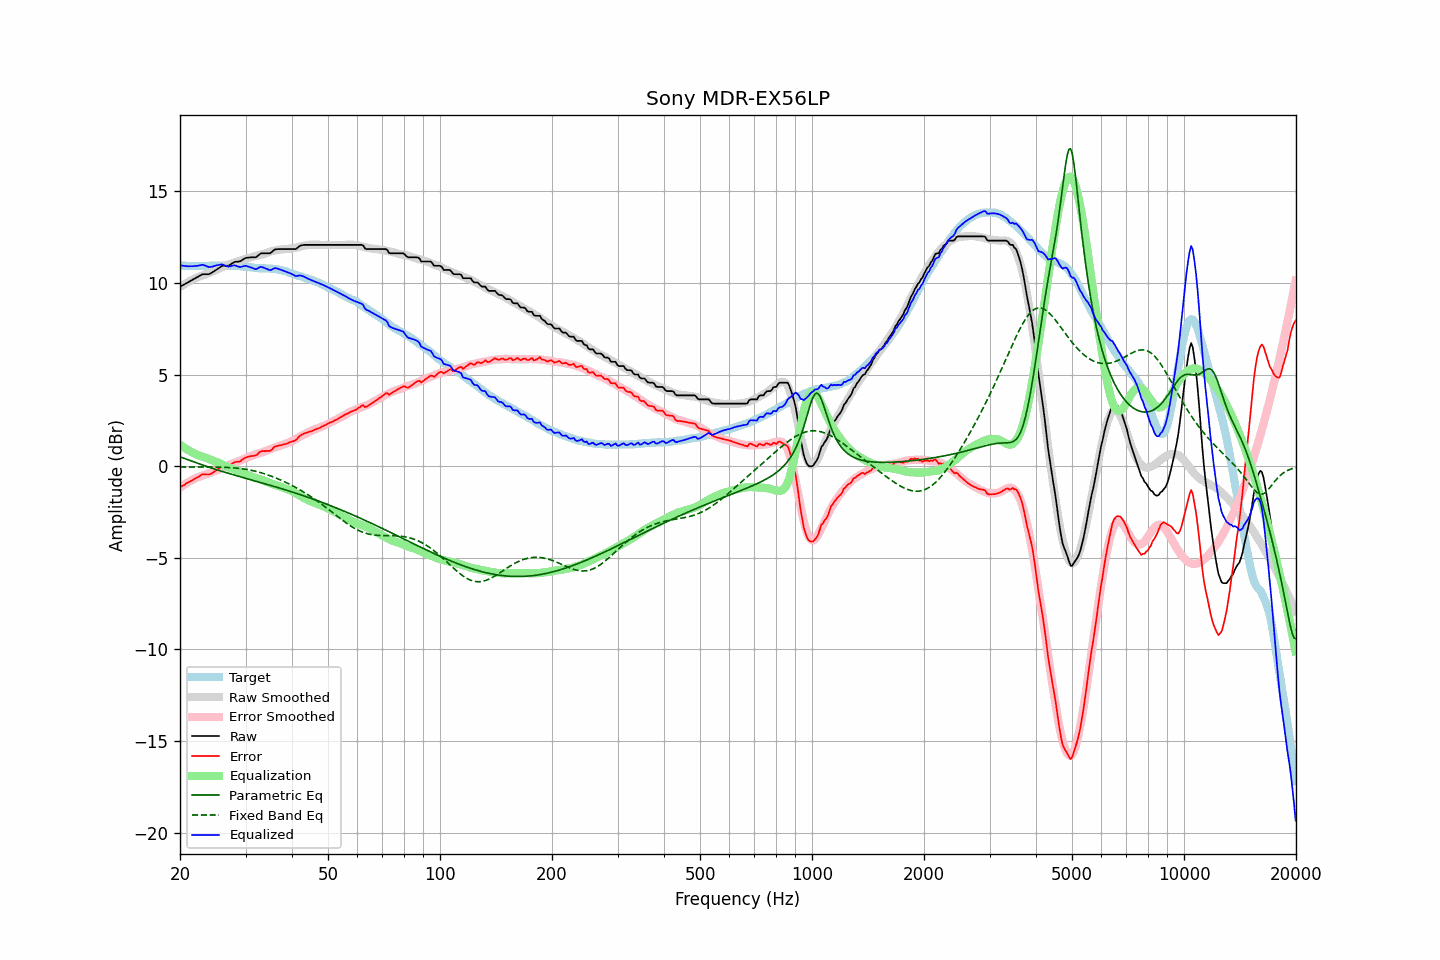 Sony MDR-EX56LP
Amplitude (dBr)
15
10
5
0
−5
−10
−15
−20
Target
Raw Smoothed
Error Smoothed
Raw
Error
Equalization
Parametric Eq
Fixed Band Eq
Equalized
20 50 100 200 500 1000 2000 5000 10000 20000
Frequency (Hz)